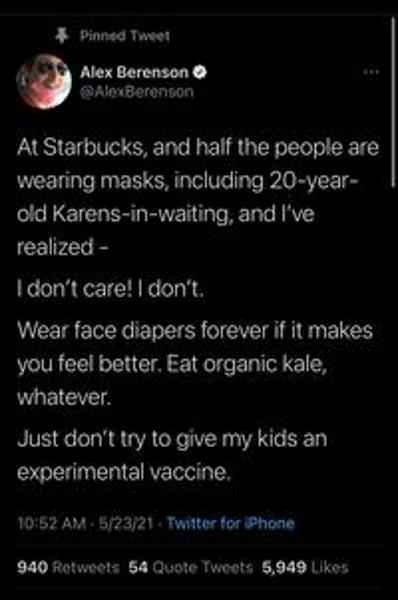 Pinned Tweet
Alex Berenson
@AlexBerenson
At Starbucks, and half the people are
wearing masks, including 20-year-
old Karens-in-waiting, and I've
realized -
I don't care! I don't.
Wear face diapers forever if it makes
you feel better. Eat organic kale,
whatever.
Just don't try to give my kids an
experimental vaccine.
10:52 AM · 5/23/21 · Twitter for iPhone
940 Retweets 54 Quote Tweets 5,949 Likes